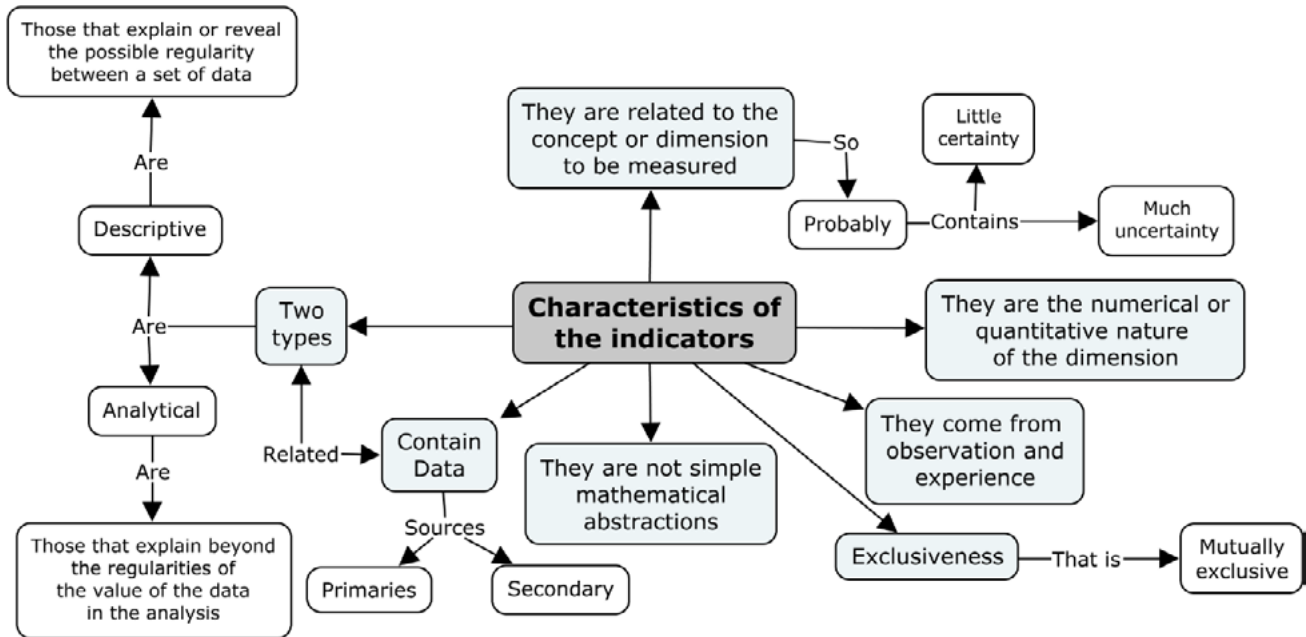 Those that explain or reveal
the possible regularity
between a set of data
Are
Descriptive
Are
Analytical
Are
Those that explain beyond
the regularities of
the value of the data
in the analysis
Two
types
Related
Contain
Data
Sources
Primaries
Secondary
They are related to the
concept or dimension
to be measured
So
Probably
Contains
Little
certainty
Much
uncertainty
Characteristics of
the indicators
They are the numerical or
quantitative nature
of the dimension
They come from
observation and
experience
They are not simple
mathematical
abstractions
Exclusiveness
That is
Mutually
exclusive